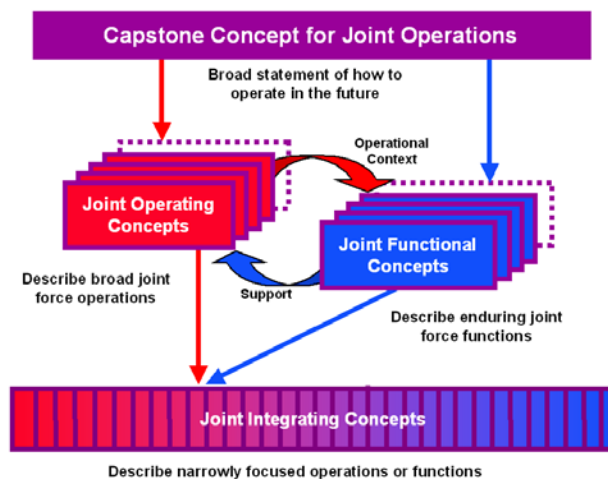 Capstone Concept for Joint Operations
Broad statement of how to
operate in the future
Operational
Context
Joint Operating
Concepts
Joint Functional
Concepts
Describe broad joint
force operations
Support
Describe enduring joint
force functions
Joint Integrating Concepts
Describe narrowly focused operations or functions